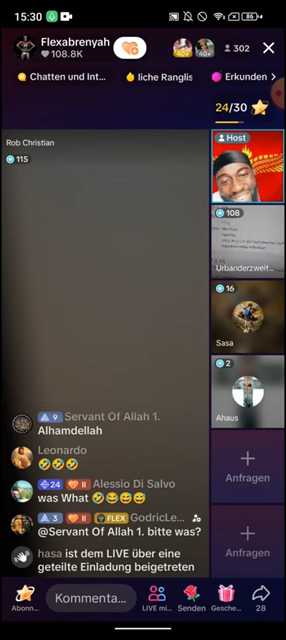 15:30
86
Flexabrenyah
108.8K
302
Chatten und Int...
liche Ranglis
Erkunden
24/30
Rob Christian
115
Host
108
Urbanderzweit...
16
Sasa
2
Ahaus
9 Servant Of Allah 1.
Alhamdellah
Leonardo
🤣🤣🤣
24 II Alessio Di Salvo
was What 🤣😂😅😅
3 II FLEX GodricLe...
@Servant Of Allah 1. bitte was?
hasa ist dem LIVE über eine
geteilte Einladung beigetreten
Anfragen
Anfragen
Abonn...
Kommenta...
LIVE mi...
Senden
Gesche...
28